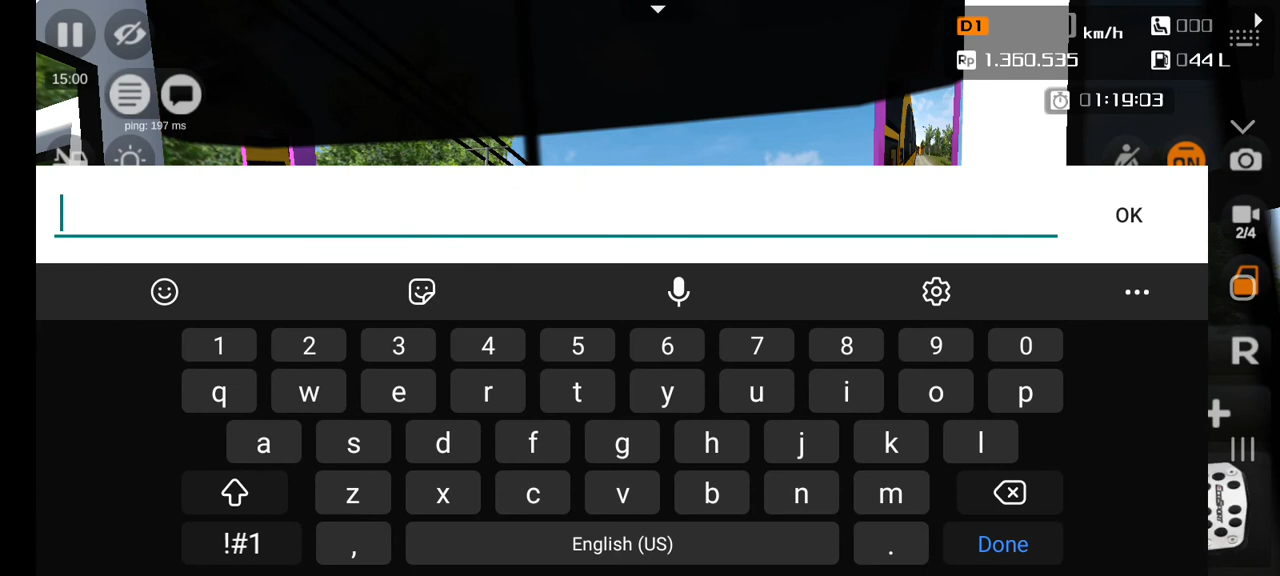 D1
km/h
Rp 1.360.535
044 L
15:00
ping: 197 ms
01:19:03
ON
OK
2/4
1 2 3 4 5 6 7 8 9 0
q w e r t y u i o p
R
a s d f g h j k l
z x c v b n m
!#1 , English (US) . Done